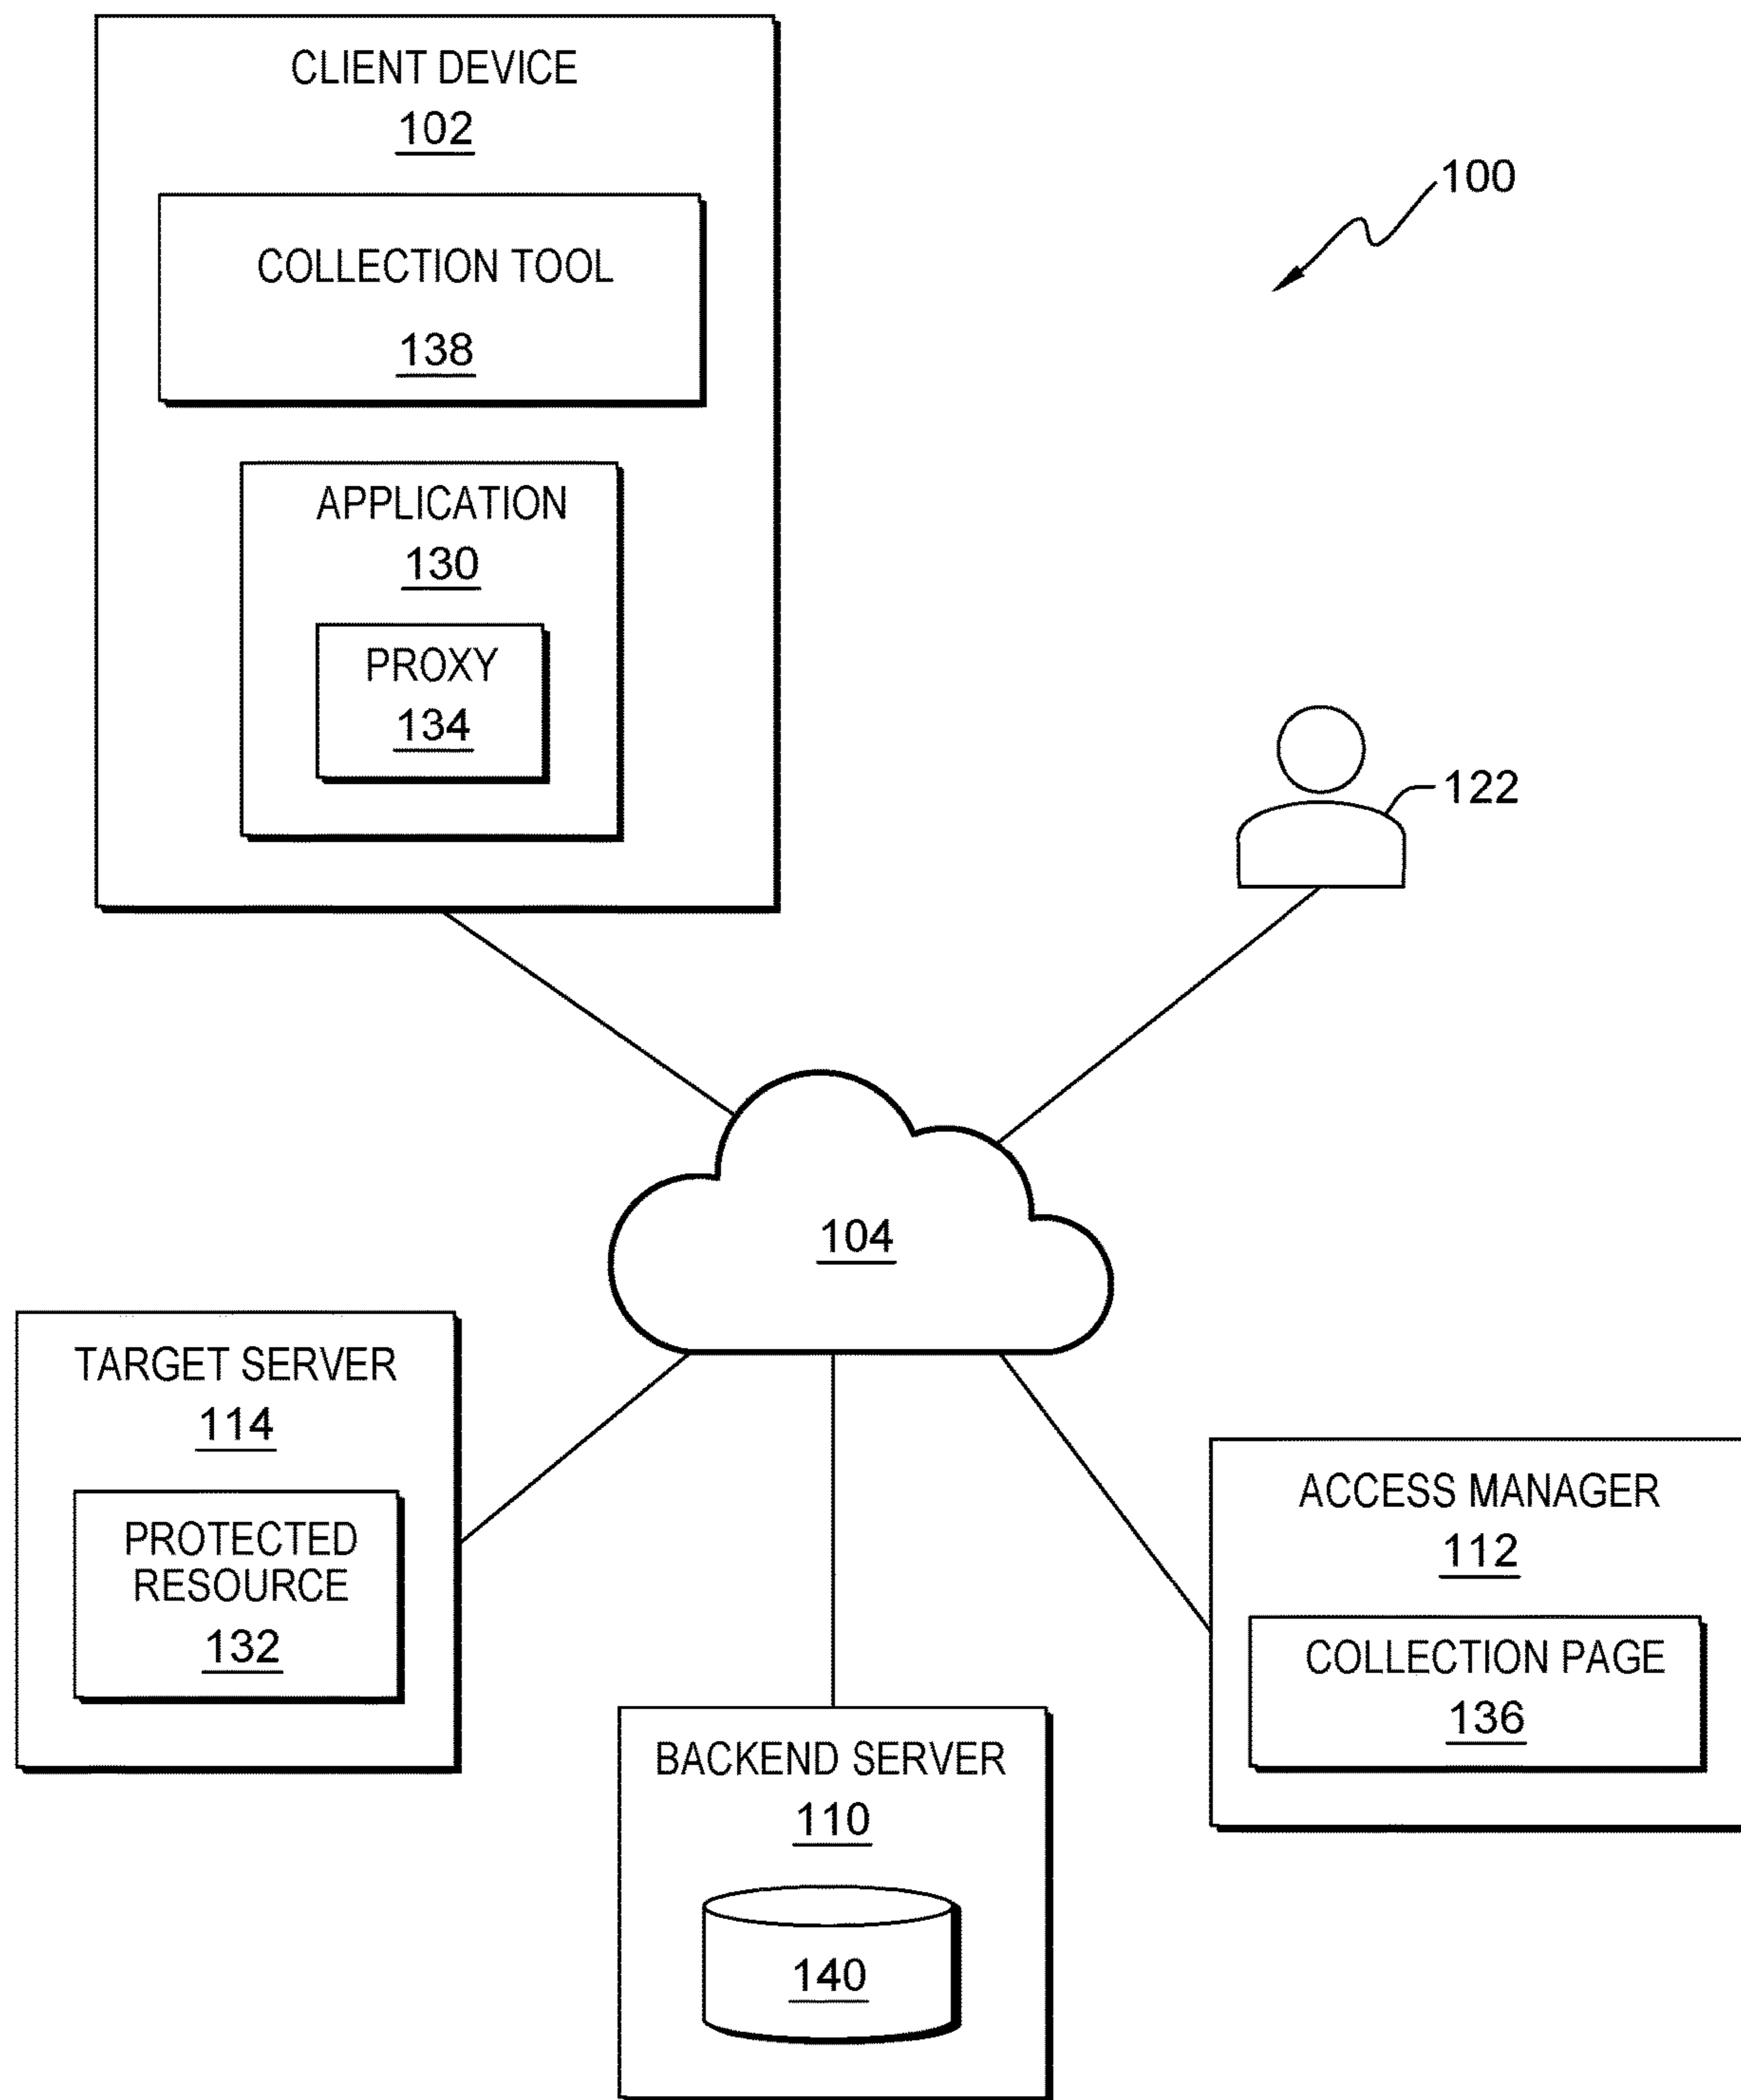 CLIENT DEVICE
102
100
COLLECTION TOOL
138
APPLICATION
130
PROXY
134
122
104
TARGET SERVER
114
PROTECTED
RESOURCE
132
ACCESS MANAGER
112
COLLECTION PAGE
136
BACKEND SERVER
110
140